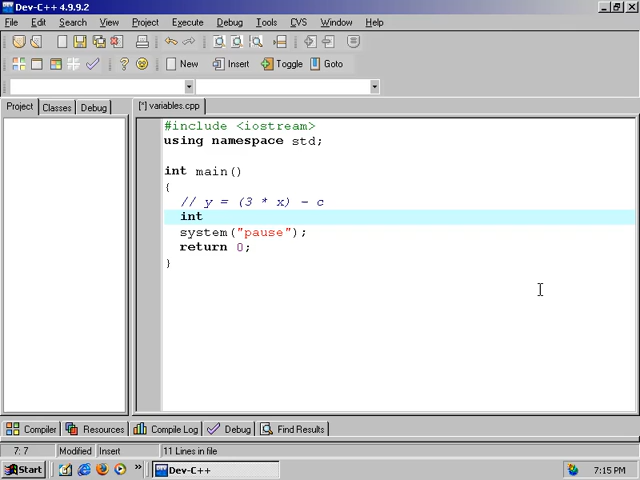 Dev-C++ 4.9.9.2
File Edit Search View Project Execute Debug Tools CVS Window Help
New Insert Toggle Goto
Project Classes Debug [*] variables.cpp
#include <iostream>
using namespace std;
int main()
{
// y = (3 * x) - c
int
system("pause");
return 0;
}
Compiler Resources Compile Log Debug Find Results
7: 7 Modified Insert 11 Lines in file
Start » Dev-C++ 7:15 PM